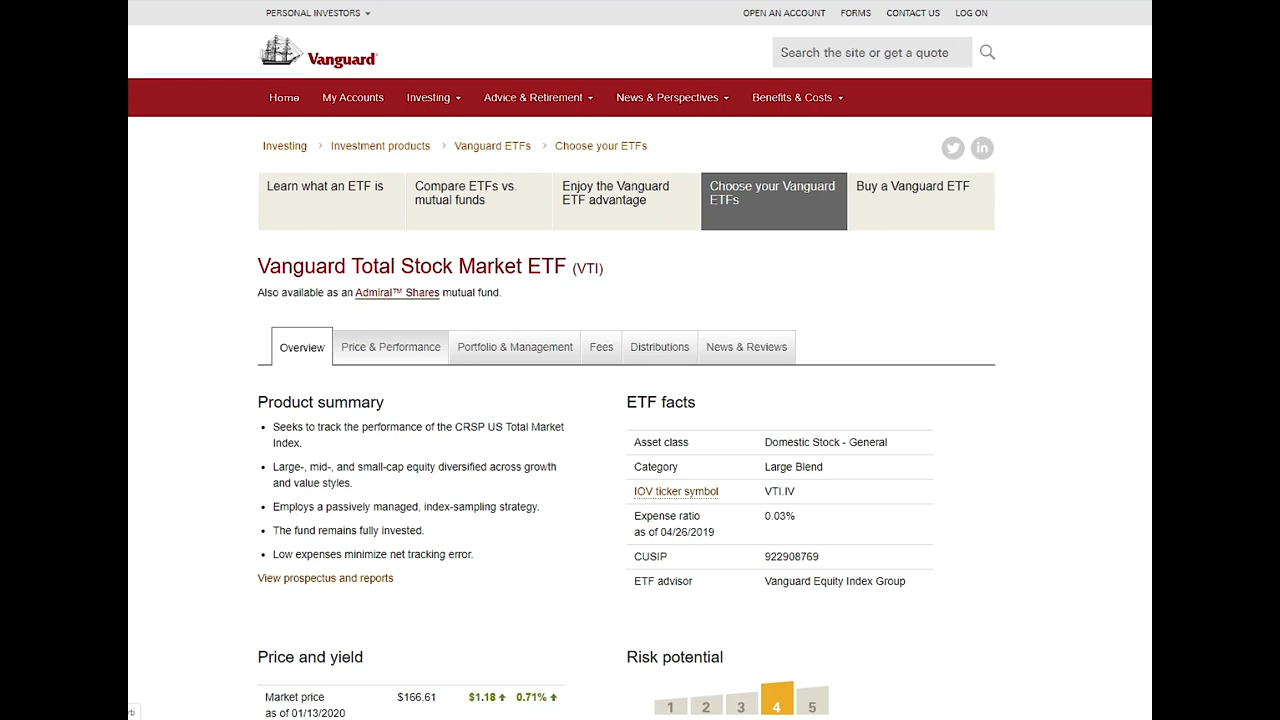 PERSONAL INVESTORS
OPEN AN ACCOUNT FORMS CONTACT US LOG ON
Vanguard
Search the site or get a quote
Home My Accounts Investing Advice & Retirement News & Perspectives Benefits & Costs
Investing Investment products Vanguard ETFs Choose your ETFs
in
Learn what an ETF is
Compare ETFs vs.
mutual funds
Enjoy the Vanguard
ETF advantage
Choose your Vanguard
ETFs
Buy a Vanguard ETF
Vanguard Total Stock Market ETF (VTI)
Also available as an Admiral™ Shares mutual fund.
Overview Price & Performance Portfolio & Management Fees Distributions News & Reviews
Product summary
• Seeks to track the performance of the CRSP US Total Market
Index.
• Large-, mid-, and small-cap equity diversified across growth
and value styles.
• Employs a passively managed, index-sampling strategy.
• The fund remains fully invested.
• Low expenses minimize net tracking error.
View prospectus and reports
ETF facts
Asset class Domestic Stock - General
Category Large Blend
IOV ticker symbol VTI.IV
Expense ratio 0.03%
as of 04/26/2019
CUSIP 922908769
ETF advisor Vanguard Equity Index Group
Price and yield
Market price $166.61 $1.18 0.71%
as of 01/13/2020
Risk potential
1 2 3 4 5